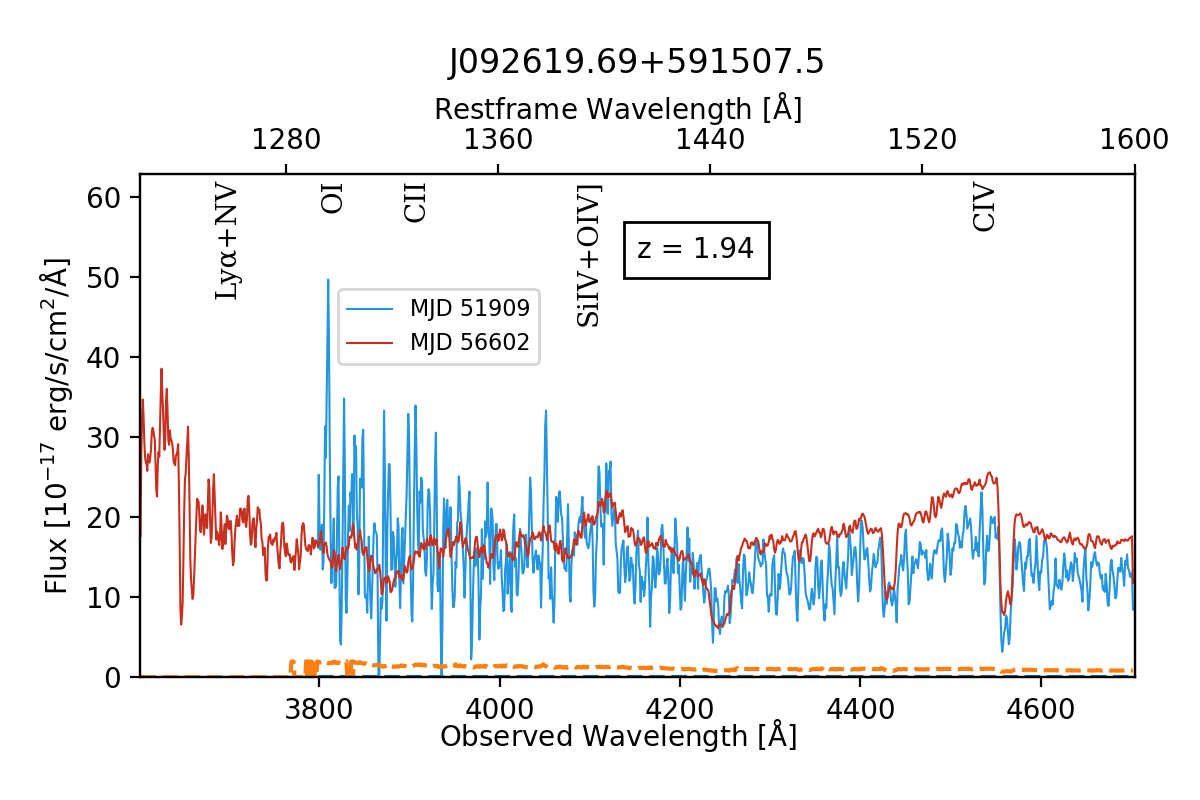 J092619.69+591507.5
Restframe Wavelength [Å]
1280 1360 1440 1520 1600
Lyα+NV
OI
CII
SiIV+OIV]
CIV
z = 1.94
MJD 51909
MJD 56602
60
50
40
30
20
10
0
Flux [10⁻¹⁷ erg/s/cm²/Å]
3800 4000 4200 4400 4600
Observed Wavelength [Å]